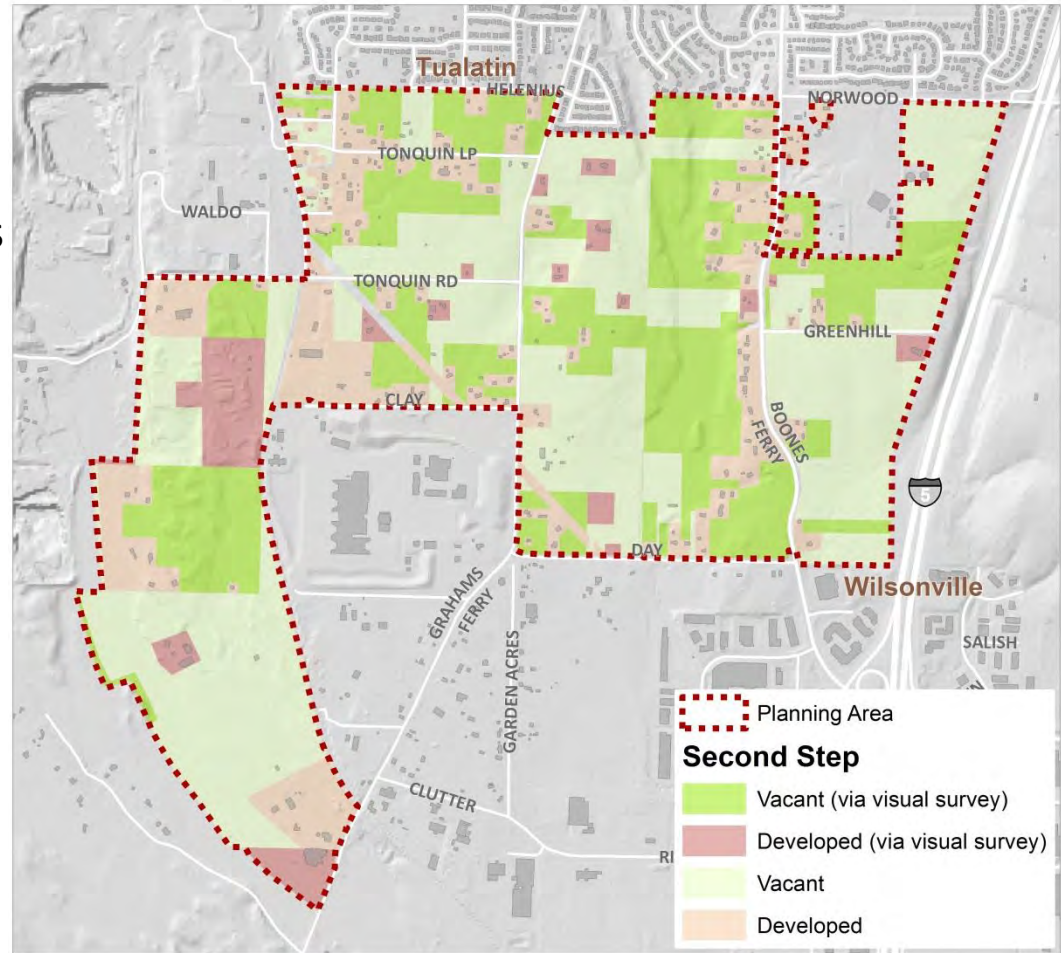 Tualatin
HELENIUS
NORWOOD
TONQUIN LP
WALDO
S
TONQUIN RD
GREENHILL
CLAY
BOONES
FERRY
5
DAY
GRAHAMS
FERRY
Wilsonville
GARDEN ACRES
SALISH
CLUTTER
Planning Area
Second Step
Vacant (via visual survey)
Developed (via visual survey)
Vacant
Developed